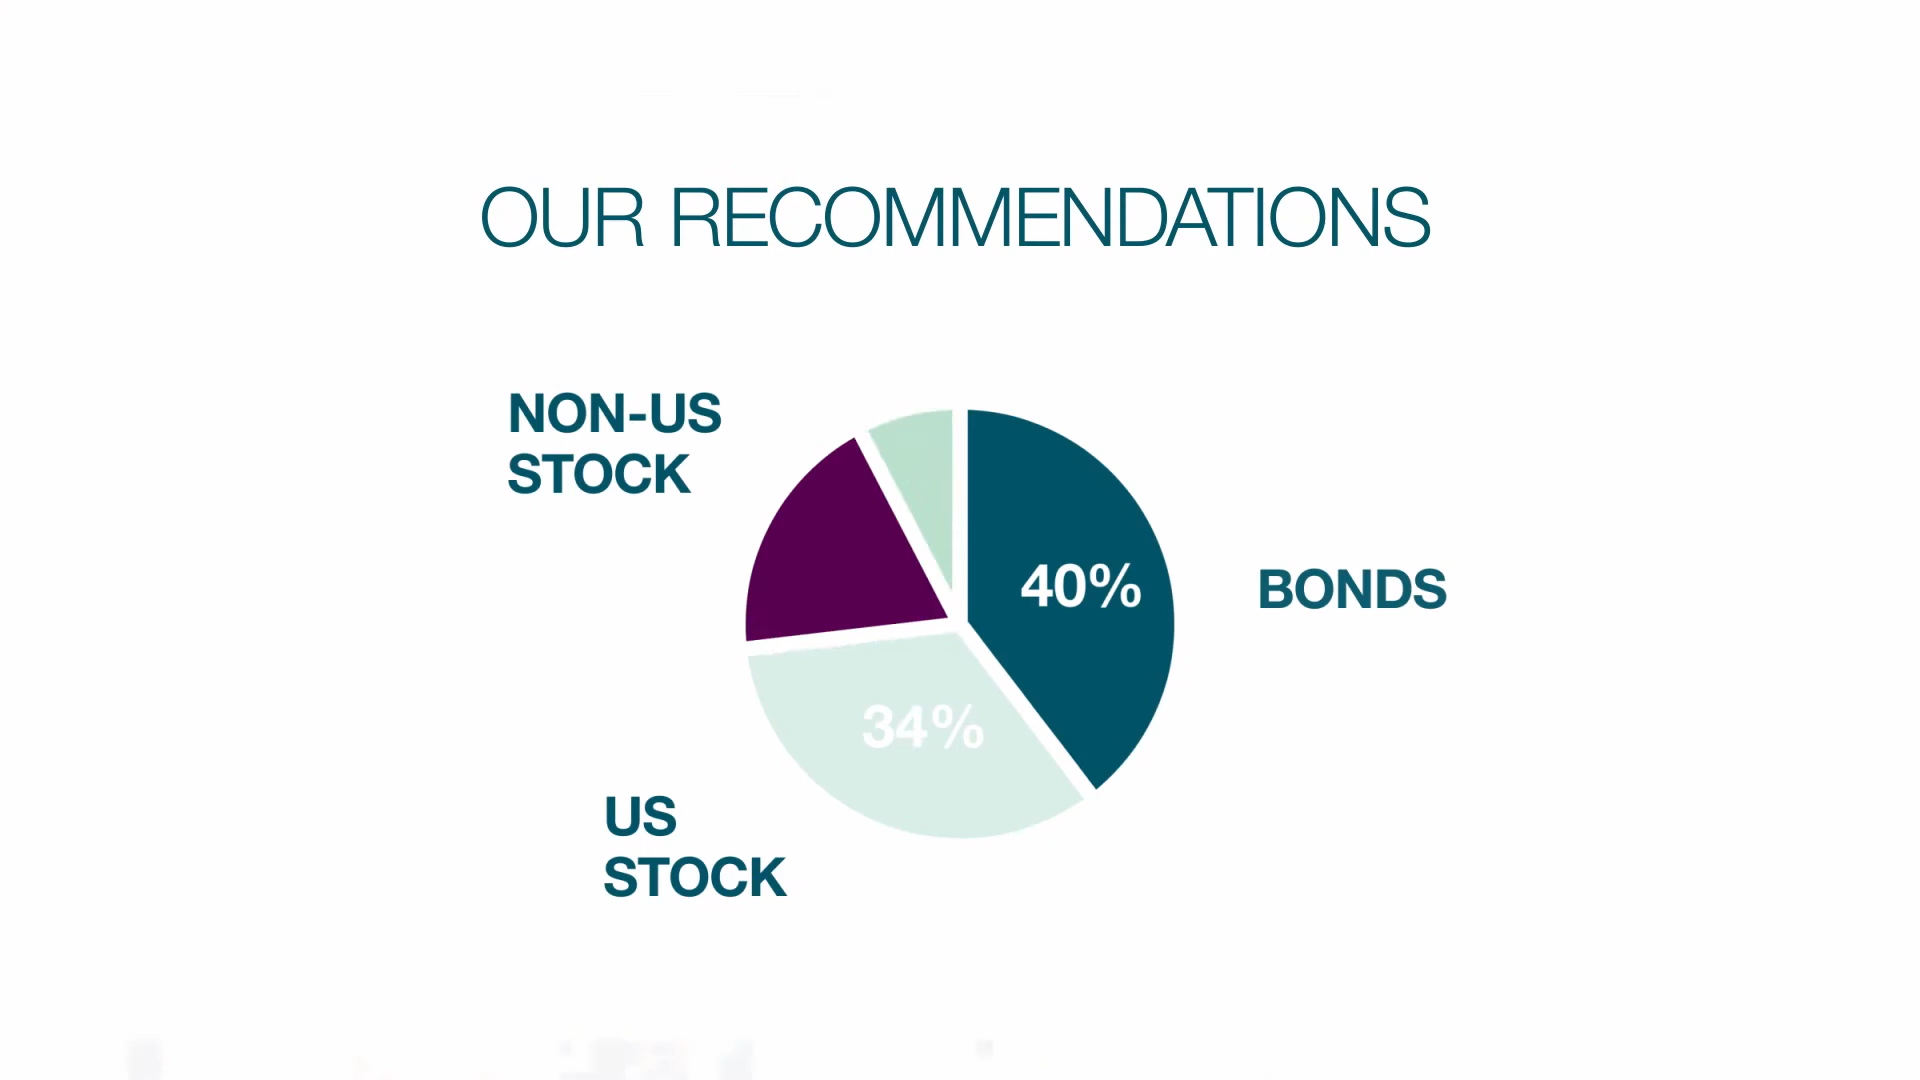 OUR RECOMMENDATIONS
NON-US
STOCK
40%
BONDS
34%
US
STOCK